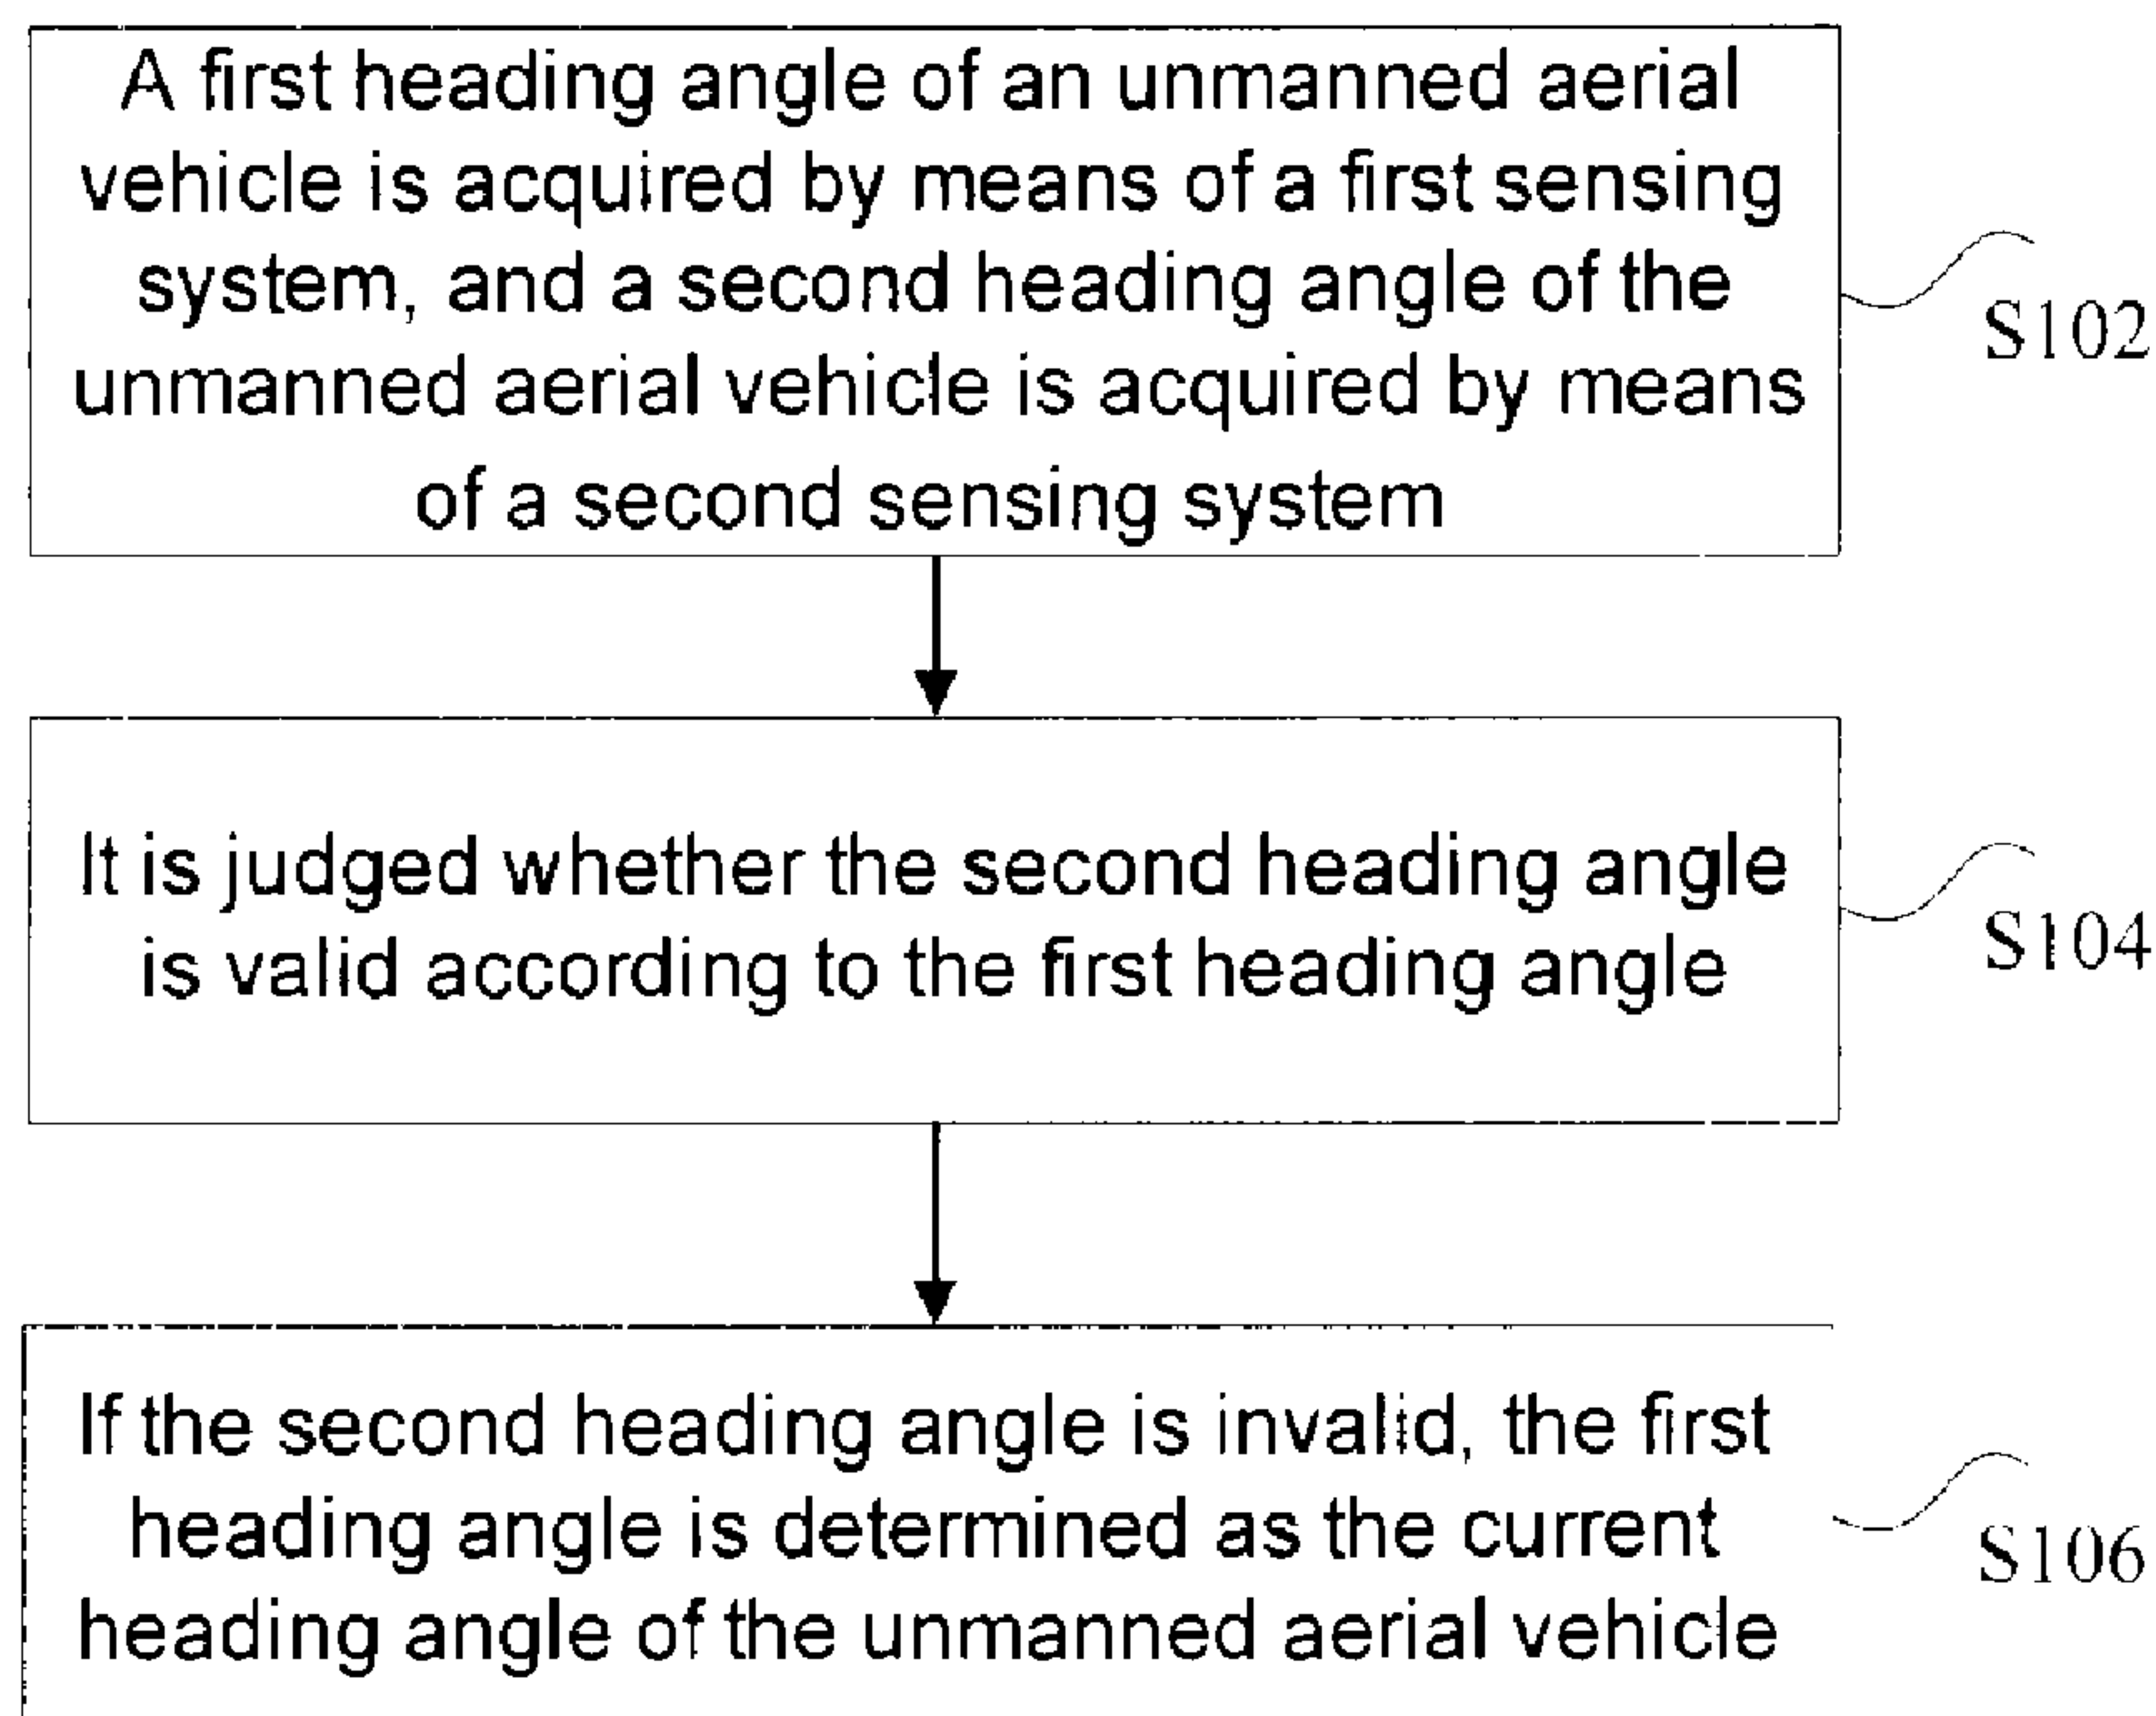 A first heading angle of an unmanned aerial
vehicle is acquired by means of a first sensing
system, and a second heading angle of the
unmanned aerial vehicle is acquired by means
of a second sensing system
S102
It is judged whether the second heading angle
is valid according to the first heading angle
S104
If the second heading angle is invalid, the first
heading angle is determined as the current
heading angle of the unmanned aerial vehicle
S106